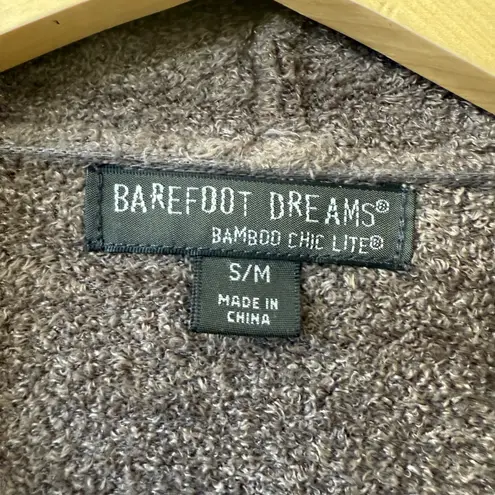 BAREFOOT DREAMS®
BAMBOO CHIC LITE®
S/M
MADE IN
CHINA